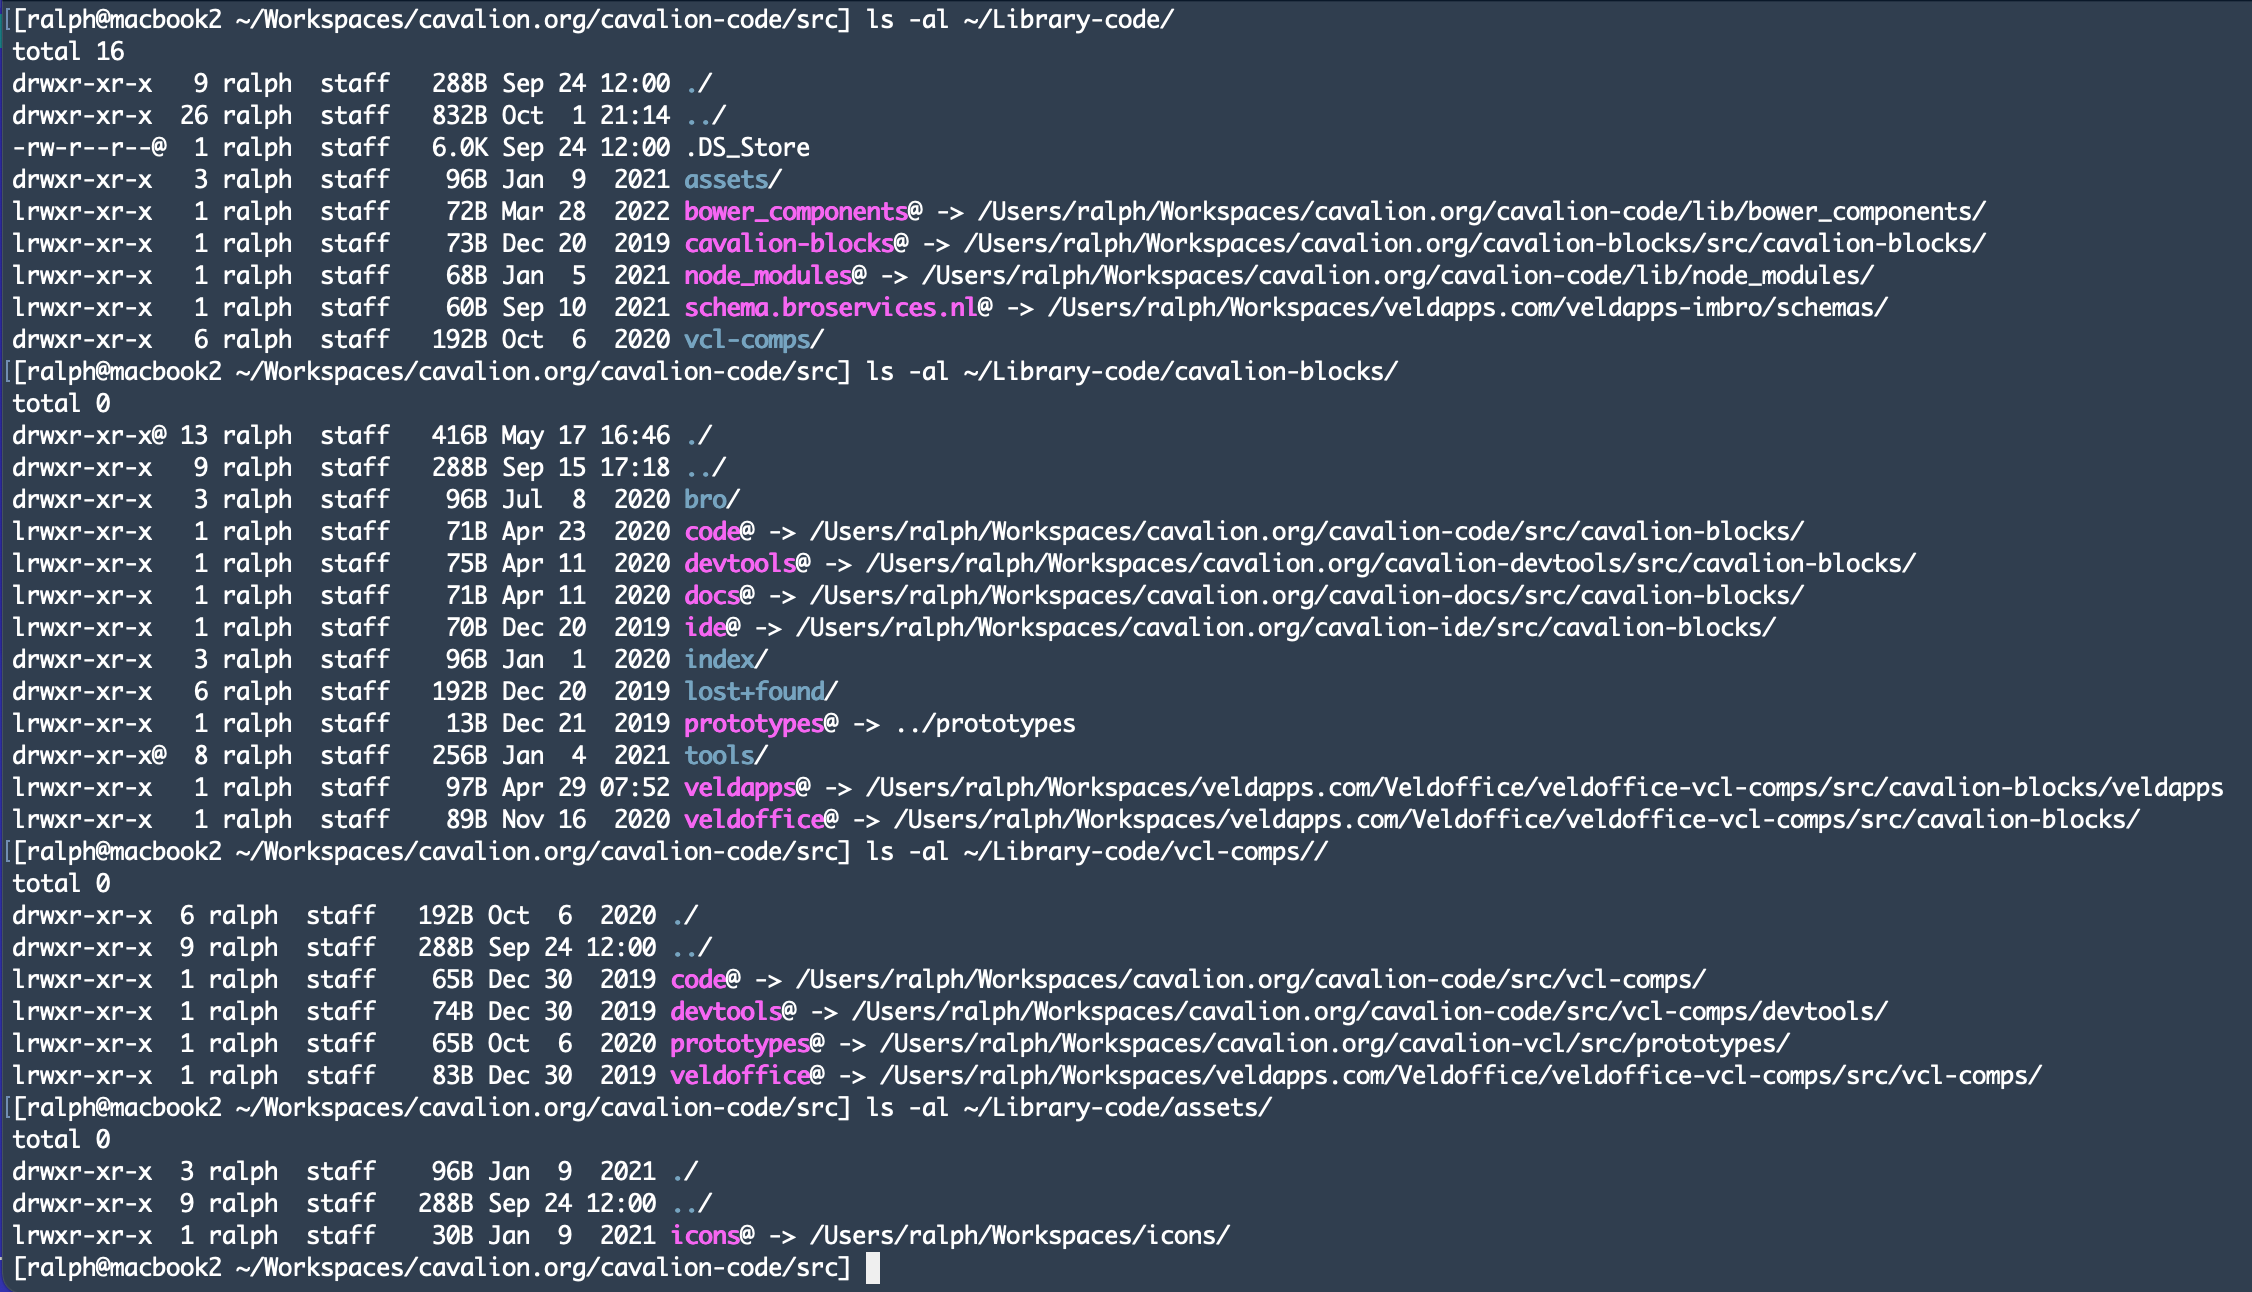 [[ralph@macbook2 ~/Workspaces/cavalion.org/cavalion-code/src] ls -al ~/Library-code/
total 16
drwxr-xr-x   9 ralph  staff   288B Sep 24 12:00 ./
drwxr-xr-x  26 ralph  staff   832B Oct  1 21:14 ../
-rw-r--r--@  1 ralph  staff   6.0K Sep 24 12:00 .DS_Store
drwxr-xr-x   3 ralph  staff    96B Jan  9  2021 assets/
lrwxr-xr-x   1 ralph  staff    72B Mar 28  2022 bower_components@ -> /Users/ralph/Workspaces/cavalion.org/cavalion-code/lib/bower_components/
lrwxr-xr-x   1 ralph  staff    73B Dec 20  2019 cavalion-blocks@ -> /Users/ralph/Workspaces/cavalion.org/cavalion-blocks/src/cavalion-blocks/
lrwxr-xr-x   1 ralph  staff    68B Jan  5  2021 node_modules@ -> /Users/ralph/Workspaces/cavalion.org/cavalion-code/lib/node_modules/
lrwxr-xr-x   1 ralph  staff    60B Sep 10  2021 schema.broservices.nl@ -> /Users/ralph/Workspaces/veldapps.com/veldapps-imbro/schemas/
drwxr-xr-x   6 ralph  staff   192B Oct  6  2020 vcl-comps/
[[ralph@macbook2 ~/Workspaces/cavalion.org/cavalion-code/src] ls -al ~/Library-code/cavalion-blocks/
total 0
drwxr-xr-x@ 13 ralph  staff   416B May 17 16:46 ./
drwxr-xr-x   9 ralph  staff   288B Sep 15 17:18 ../
drwxr-xr-x   3 ralph  staff    96B Jul  8  2020 bro/
lrwxr-xr-x   1 ralph  staff    71B Apr 23  2020 code@ -> /Users/ralph/Workspaces/cavalion.org/cavalion-code/src/cavalion-blocks/
lrwxr-xr-x   1 ralph  staff    75B Apr 11  2020 devtools@ -> /Users/ralph/Workspaces/cavalion.org/cavalion-devtools/src/cavalion-blocks/
lrwxr-xr-x   1 ralph  staff    71B Apr 11  2020 docs@ -> /Users/ralph/Workspaces/cavalion.org/cavalion-docs/src/cavalion-blocks/
lrwxr-xr-x   1 ralph  staff    70B Dec 20  2019 ide@ -> /Users/ralph/Workspaces/cavalion.org/cavalion-ide/src/cavalion-blocks/
drwxr-xr-x   3 ralph  staff    96B Jan  1  2020 index/
drwxr-xr-x   6 ralph  staff   192B Dec 20  2019 lost+found/
lrwxr-xr-x   1 ralph  staff    13B Dec 21  2019 prototypes@ -> ../prototypes
drwxr-xr-x@  8 ralph  staff   256B Jan  4  2021 tools/
lrwxr-xr-x   1 ralph  staff    97B Apr 29 07:52 veldapps@ -> /Users/ralph/Workspaces/veldapps.com/Veldoffice/veldoffice-vcl-comps/src/cavalion-blocks/veldapps
lrwxr-xr-x   1 ralph  staff    89B Nov 16  2020 veldoffice@ -> /Users/ralph/Workspaces/veldapps.com/Veldoffice/veldoffice-vcl-comps/src/cavalion-blocks/
[[ralph@macbook2 ~/Workspaces/cavalion.org/cavalion-code/src] ls -al ~/Library-code/vcl-comps//
total 0
drwxr-xr-x  6 ralph  staff   192B Oct  6  2020 ./
drwxr-xr-x  9 ralph  staff   288B Sep 24 12:00 ../
lrwxr-xr-x  1 ralph  staff    65B Dec 30  2019 code@ -> /Users/ralph/Workspaces/cavalion.org/cavalion-code/src/vcl-comps/
lrwxr-xr-x  1 ralph  staff    74B Dec 30  2019 devtools@ -> /Users/ralph/Workspaces/cavalion.org/cavalion-code/src/vcl-comps/devtools/
lrwxr-xr-x  1 ralph  staff    65B Oct  6  2020 prototypes@ -> /Users/ralph/Workspaces/cavalion.org/cavalion-vcl/src/prototypes/
lrwxr-xr-x  1 ralph  staff    83B Dec 30  2019 veldoffice@ -> /Users/ralph/Workspaces/veldapps.com/Veldoffice/veldoffice-vcl-comps/src/vcl-comps/
[[ralph@macbook2 ~/Workspaces/cavalion.org/cavalion-code/src] ls -al ~/Library-code/assets/
total 0
drwxr-xr-x  3 ralph  staff    96B Jan  9  2021 ./
drwxr-xr-x  9 ralph  staff   288B Sep 24 12:00 ../
lrwxr-xr-x  1 ralph  staff    30B Jan  9  2021 icons@ -> /Users/ralph/Workspaces/icons/
[ralph@macbook2 ~/Workspaces/cavalion.org/cavalion-code/src]